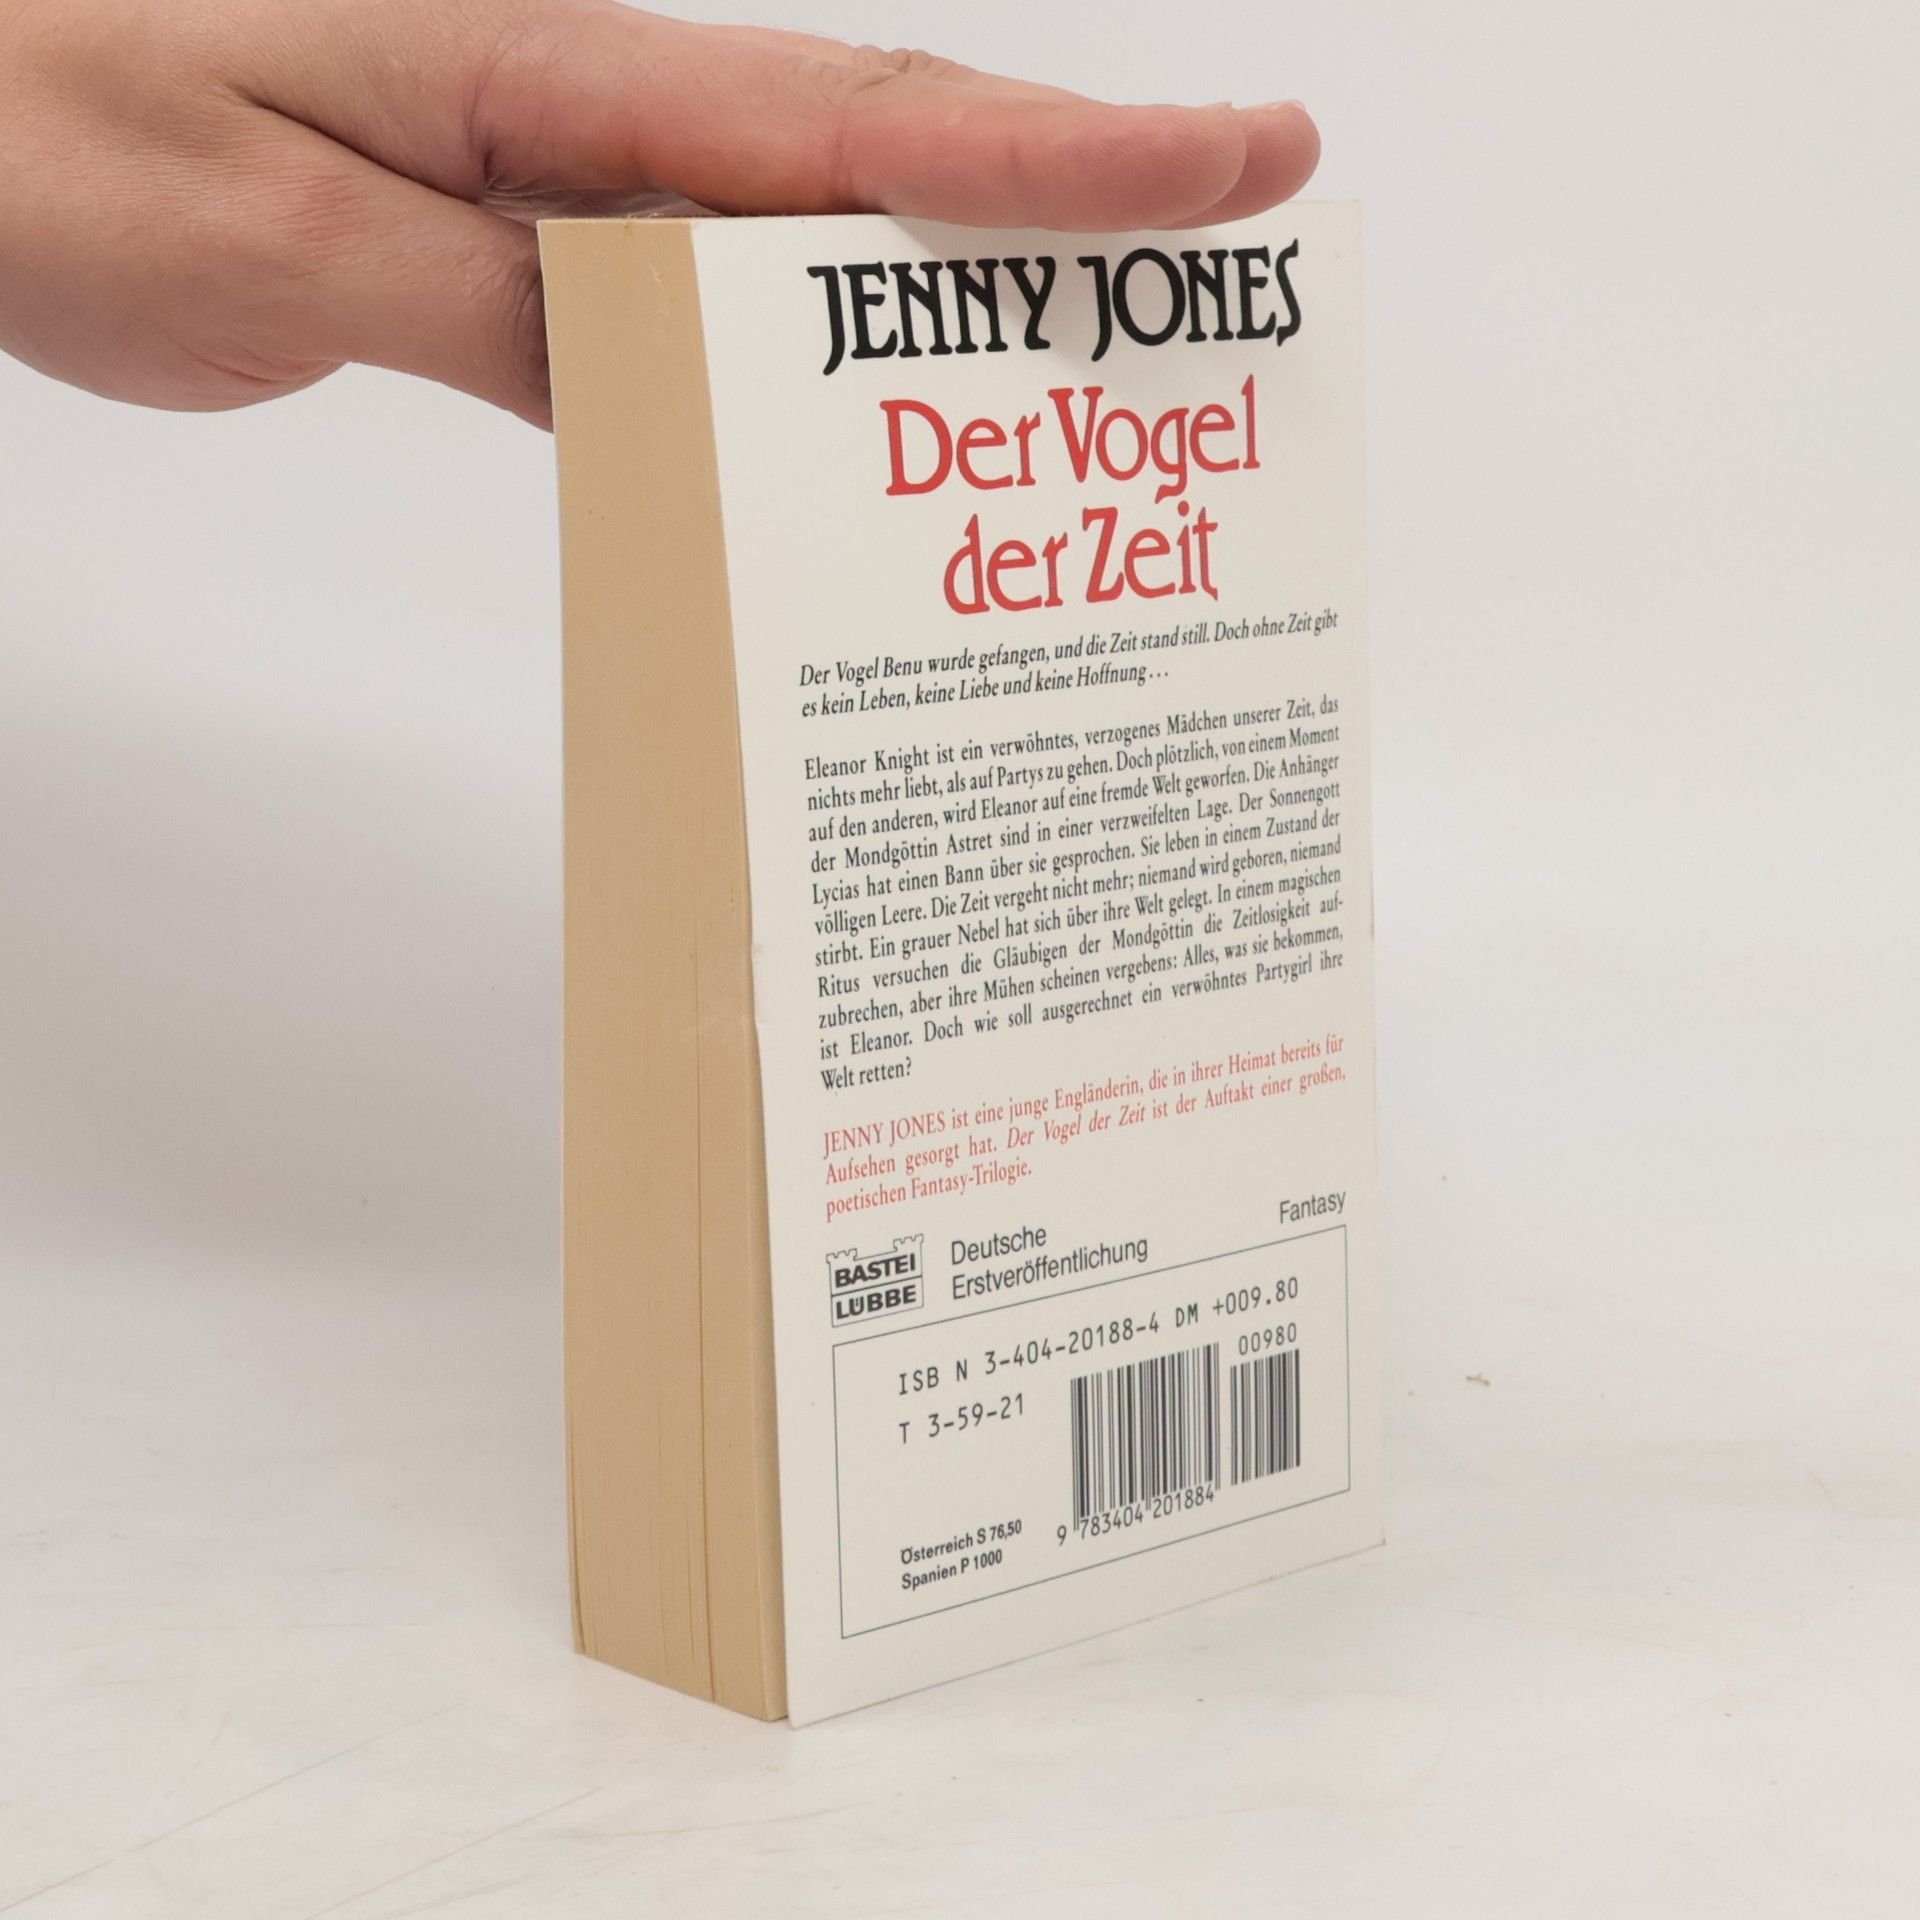 JENNY JONES
Der Vogel
der Zeit
Der Vogel Benu wurde gefangen, und die Zeit stand still. Doch ohne Zeit gibt
es kein Leben, keine Liebe und keine Hoffnung...
Eleanor Knight ist ein verwöhntes, verzogenes Mädchen unserer Zeit, das
nichts mehr liebt, als auf Partys zu gehen. Doch plötzlich, von einem Moment
auf den anderen, wird Eleanor auf eine fremde Welt geworfen. Die Anhänger
der Mondgöttin Astret sind in einer verzweifelten Lage. Der Sonnengott
Lycias hat einen Bann über sie gesprochen. Sie leben in einem Zustand der
völligen Leere. Die Zeit vergeht nicht mehr; niemand wird geboren, niemand
stirbt. Ein grauer Nebel hat sich über ihre Welt gelegt. In einem magischen
Ritus versuchen die Gläubigen der Mondgöttin die Zeitlosigkeit auf-
zubrechen, aber ihre Mühen scheinen vergebens: Alles, was sie bekommen,
ist Eleanor. Doch wie soll ausgerechnet ein verwöhntes Partygirl ihre
Welt retten?
JENNY JONES ist eine junge Engländerin, die in ihrer Heimat bereits für
Aufsehen gesorgt hat. Der Vogel der Zeit ist der Auftakt einer großen,
poetischen Fantasy-Trilogie.
BASTEI
LÜBBE
Deutsche
Erstveröffentlichung
Fantasy
ISB N 3-404-20188-4 DM +009.80
T 3-59-21
00980
9 783404 201884
Österreich S 76,50
Spanien P 1000